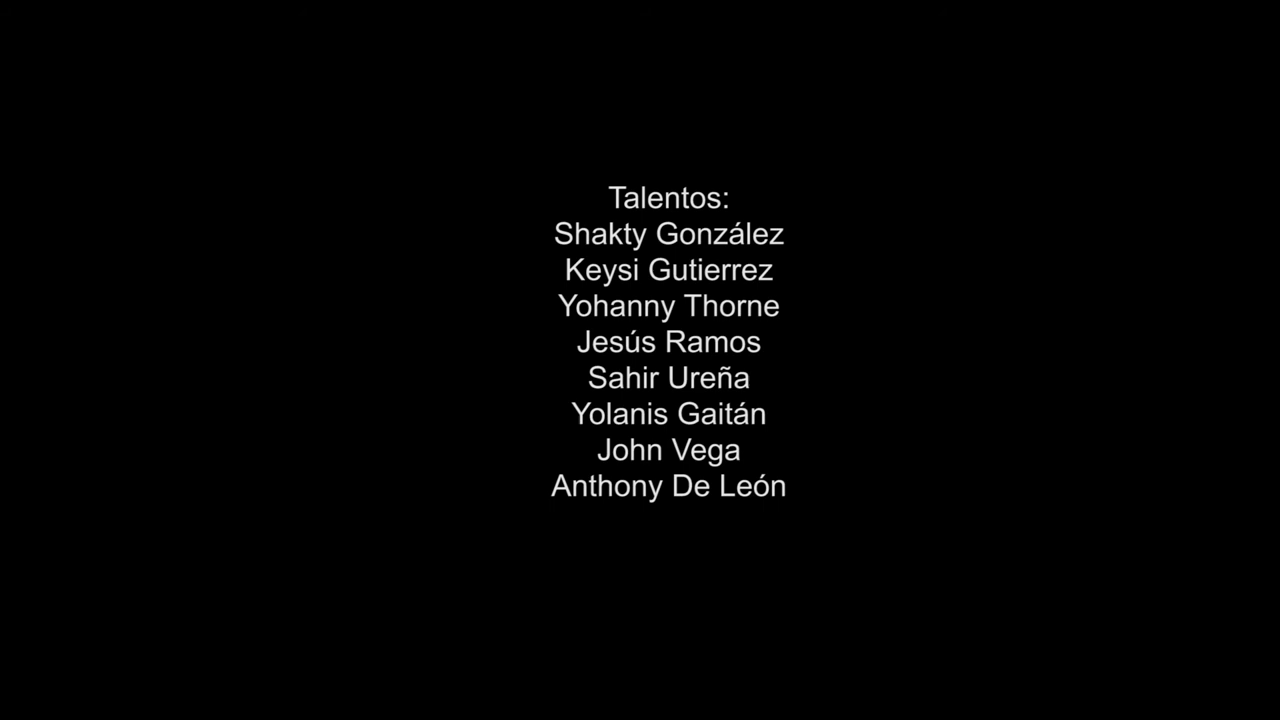 Talentos:
Shakty González
Keysi Gutierrez
Yohanny Thorne
Jesús Ramos
Sahir Ureña
Yolanis Gaitán
John Vega
Anthony De León